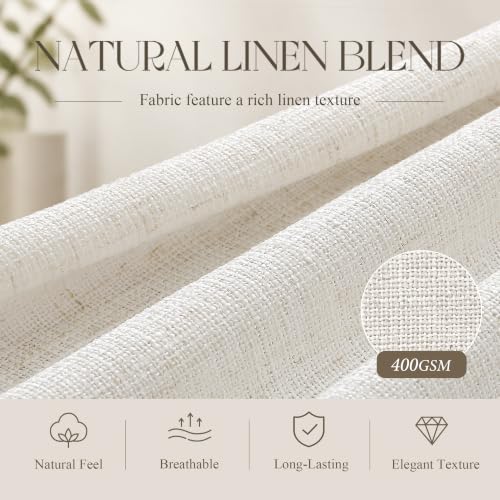 NATURAL LINEN BLEND
Fabric feature a rich linen texture
400GSM
Natural Feel
Breathable
Long-Lasting
Elegant Texture